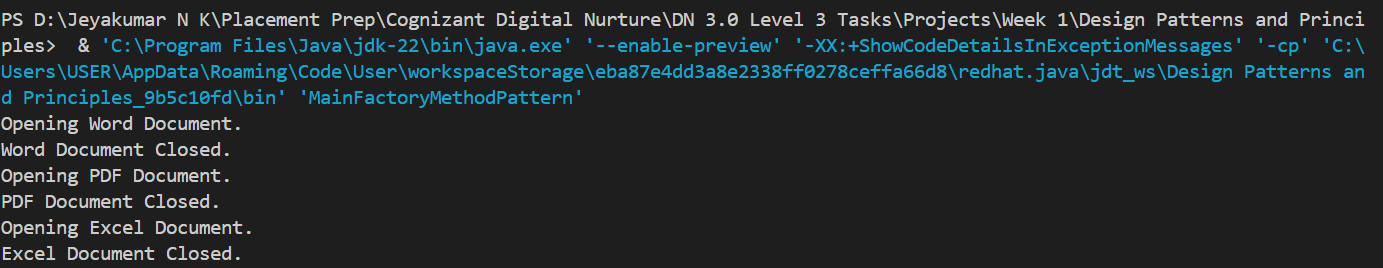 PS D:\Jeyakumar N K\Placement Prep\Cognizant Digital Nurture\DN 3.0 Level 3 Tasks\Projects\Week 1\Design Patterns and Princi
ples>  & 'C:\Program Files\Java\jdk-22\bin\java.exe' '--enable-preview' '-XX:+ShowCodeDetailsInExceptionMessages' '-cp' 'C:\
Users\USER\AppData\Roaming\Code\User\workspaceStorage\eba87e4dd3a8e2338ff0278ceffa66d8\redhat.java\jdt_ws\Design Patterns an
d Principles_9b5c10fd\bin' 'MainFactoryMethodPattern'
Opening Word Document.
Word Document Closed.
Opening PDF Document.
PDF Document Closed.
Opening Excel Document.
Excel Document Closed.